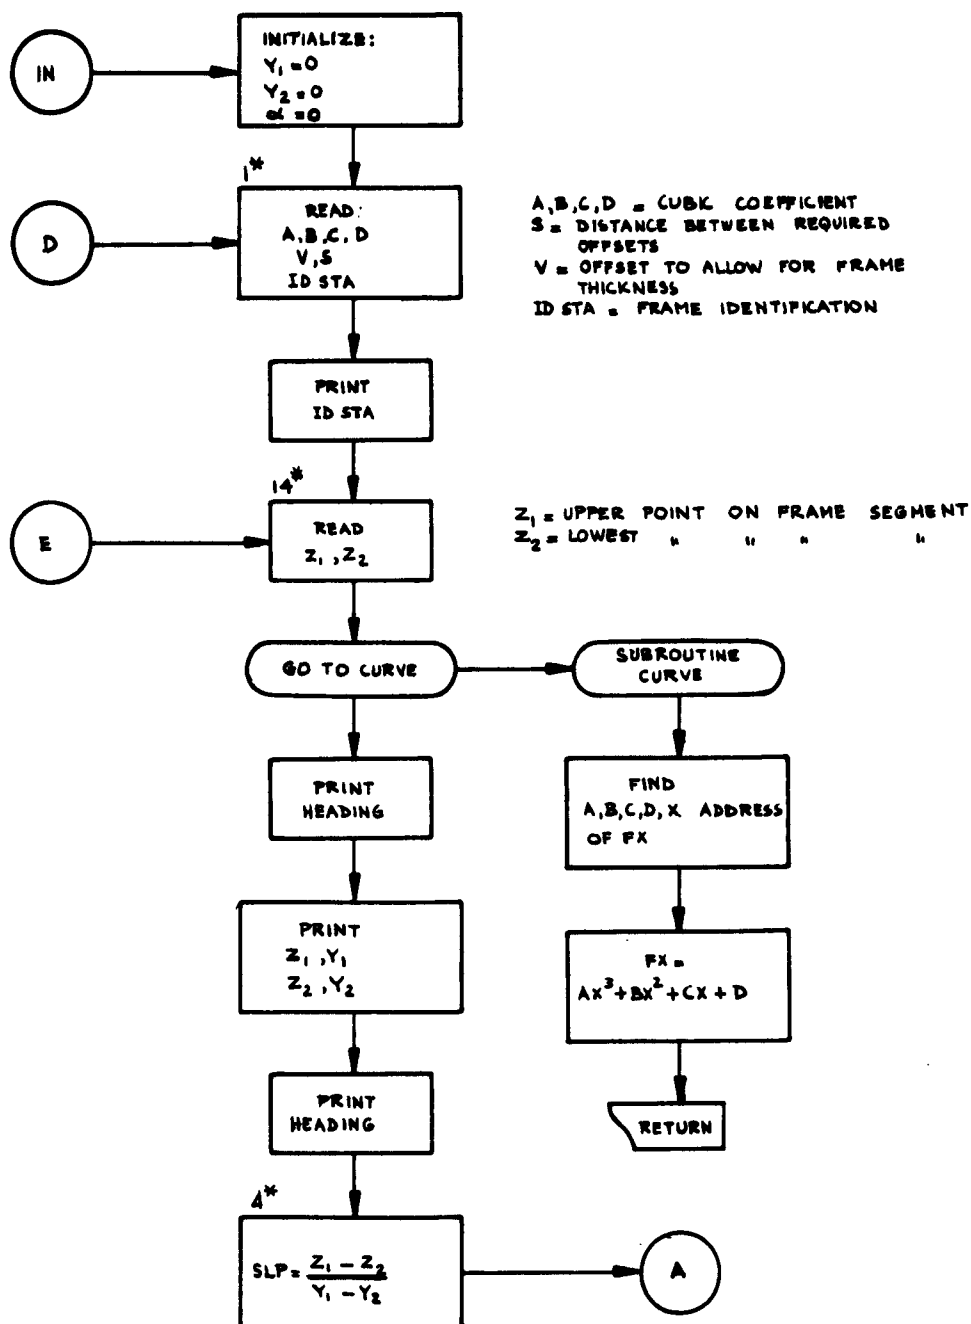 IN
INITIALIZE:
Y₁ = 0
Y₂ = 0
α = 0
1*
D
READ:
A, B, C, D
V, S
ID STA
A, B, C, D = CUBIC COEFFICIENT
S = DISTANCE BETWEEN REQUIRED
OFFSETS
V = OFFSET TO ALLOW FOR FRAME
THICKNESS
ID STA = FRAME IDENTIFICATION
PRINT
ID STA
14*
E
READ
Z₁, Z₂
Z₁ = UPPER POINT ON FRAME SEGMENT
Z₂ = LOWEST " " " "
GO TO CURVE
SUBROUTINE
CURVE
PRINT
HEADING
FIND
A, B, C, D, X ADDRESS
OF FX
PRINT
Z₁, Y₁
Z₂, Y₂
FX =
AX³ + BX² + CX + D
PRINT
HEADING
RETURN
4*
SLP = Z₁ - Z₂
Y₁ - Y₂
A